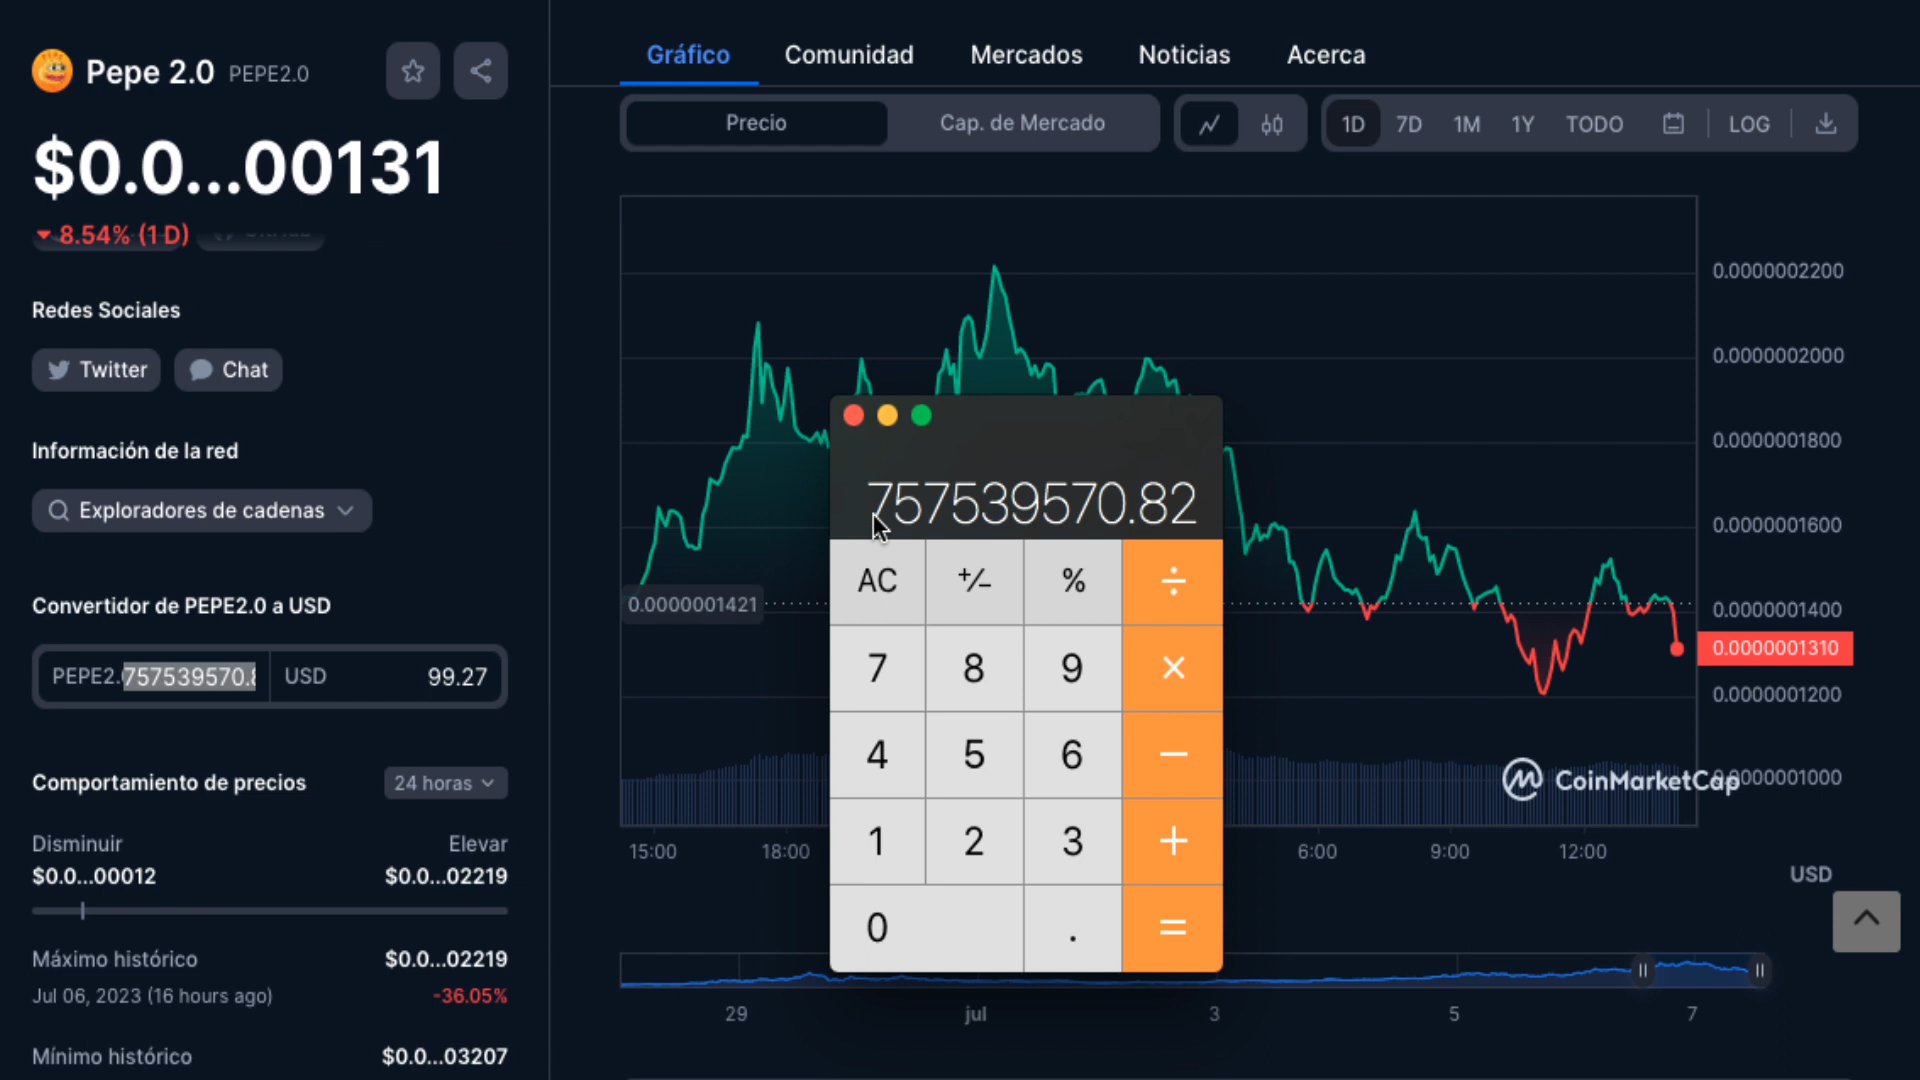 Pepe 2.0 PEPE2.0
$0.0...00131
8.54% (1 D)
Redes Sociales
Twitter Chat
Información de la red
Exploradores de cadenas
Convertidor de PEPE2.0 a USD
PEPE2. 757539570. USD 99.27
Comportamiento de precios 24 horas
Disminuir Elevar
$0.0...00012 $0.0...02219
Máximo histórico $0.0...02219
Jul 06, 2023 (16 hours ago) -36.05%
Mínimo histórico $0.0...03207
Gráfico Comunidad Mercados Noticias Acerca
Precio Cap. de Mercado 1D 7D 1M 1Y TODO LOG
0.0000002200
0.0000002000
0.0000001800
0.0000001600
0.0000001421
0.0000001400
0.0000001310
0.0000001200
0000001000
CoinMarketCap
15:00 18:00 6:00 9:00 12:00
USD
29 jul 3 5 7
757539570.82
AC +/− % ÷
7 8 9 ×
4 5 6 −
1 2 3 +
0 . =